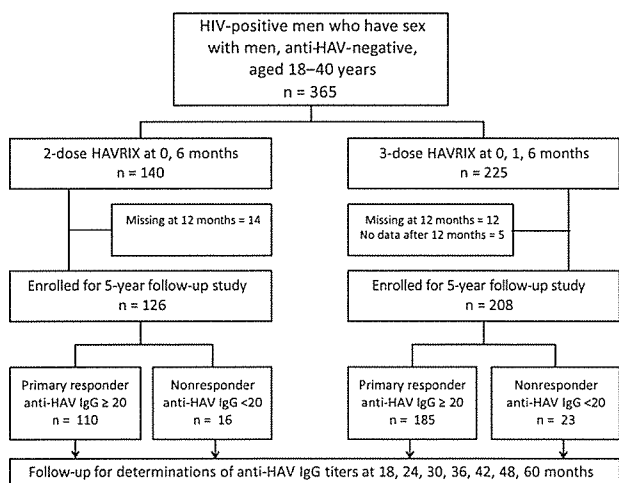 HIV-positive men who have sex
with men, anti-HAV-negative,
aged 18–40 years
n = 365
2-dose HAVRIX at 0, 6 months
n = 140
3-dose HAVRIX at 0, 1, 6 months
n = 225
Missing at 12 months = 14
Missing at 12 months = 12
No data after 12 months = 5
Enrolled for 5-year follow-up study
n = 126
Enrolled for 5-year follow-up study
n = 208
Primary responder
anti-HAV IgG ≥ 20
n = 110
Nonresponder
anti-HAV IgG <20
n = 16
Primary responder
anti-HAV IgG ≥ 20
n = 185
Nonresponder
anti-HAV IgG <20
n = 23
Follow-up for determinations of anti-HAV IgG titers at 18, 24, 30, 36, 42, 48, 60 months